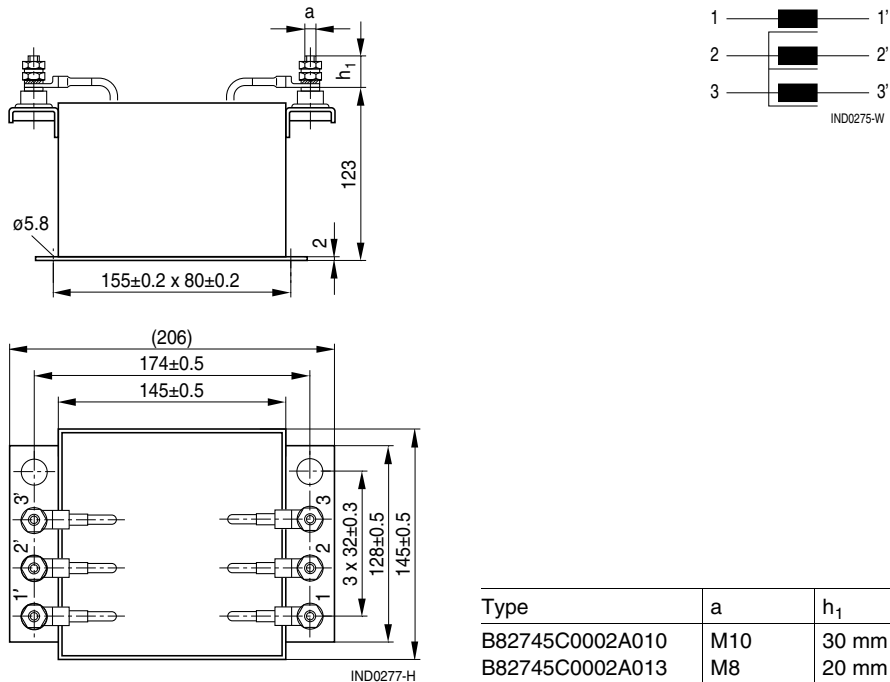 a
h1
123
ø5.8
2
155±0.2 x 80±0.2
1 1'
2 2'
3 3'
IND0275-W
(206)
174±0.5
145±0.5
3' 3
2' 2
1' 1
3 x 32±0.3
128±0.5
145±0.5
IND0277-H
Type a h1
B82745C0002A010 M10 30 mm
B82745C0002A013 M8 20 mm